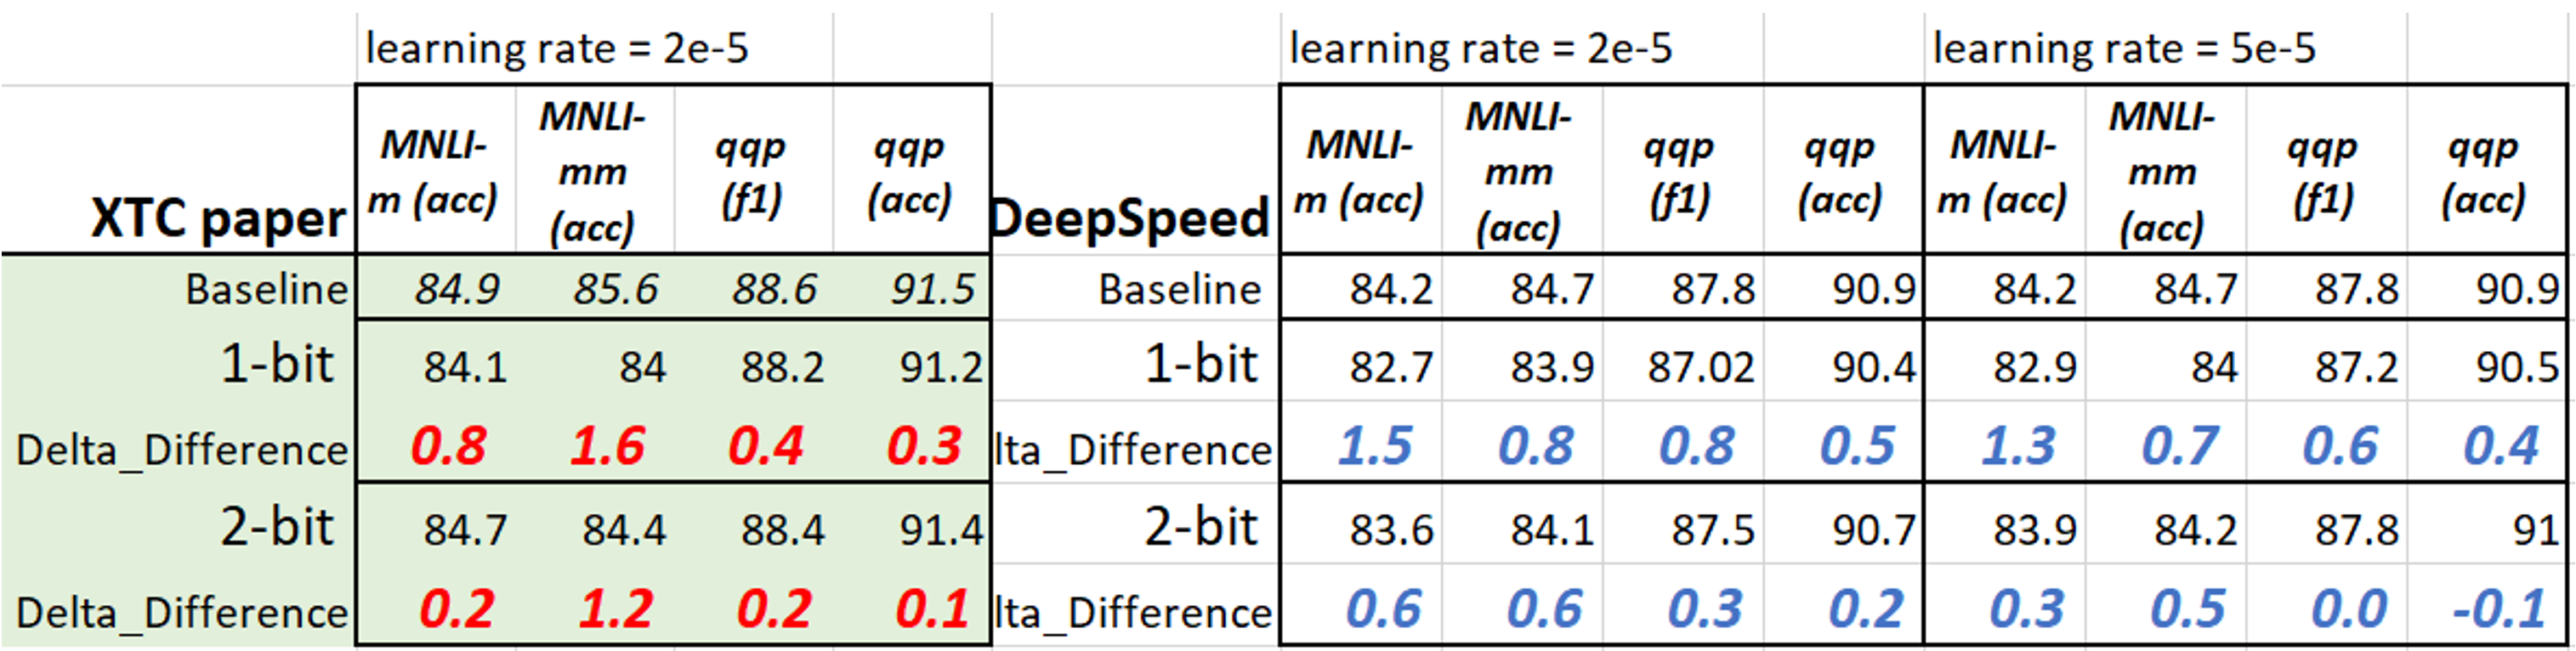 learning rate = 2e-5 learning rate = 2e-5 learning rate = 5e-5
XTC paper MNLI-m (acc) MNLI-mm (acc) qqp (f1) qqp (acc) DeepSpeed MNLI-m (acc) MNLI-mm (acc) qqp (f1) qqp (acc) MNLI-m (acc) MNLI-mm (acc) qqp (f1) qqp (acc)
Baseline 84.9 85.6 88.6 91.5 Baseline 84.2 84.7 87.8 90.9 84.2 84.7 87.8 90.9
1-bit 84.1 84 88.2 91.2 1-bit 82.7 83.9 87.02 90.4 82.9 84 87.2 90.5
Delta_Difference 0.8 1.6 0.4 0.3 lta_Difference 1.5 0.8 0.8 0.5 1.3 0.7 0.6 0.4
2-bit 84.7 84.4 88.4 91.4 2-bit 83.6 84.1 87.5 90.7 83.9 84.2 87.8 91
Delta_Difference 0.2 1.2 0.2 0.1 lta_Difference 0.6 0.6 0.3 0.2 0.3 0.5 0.0 -0.1